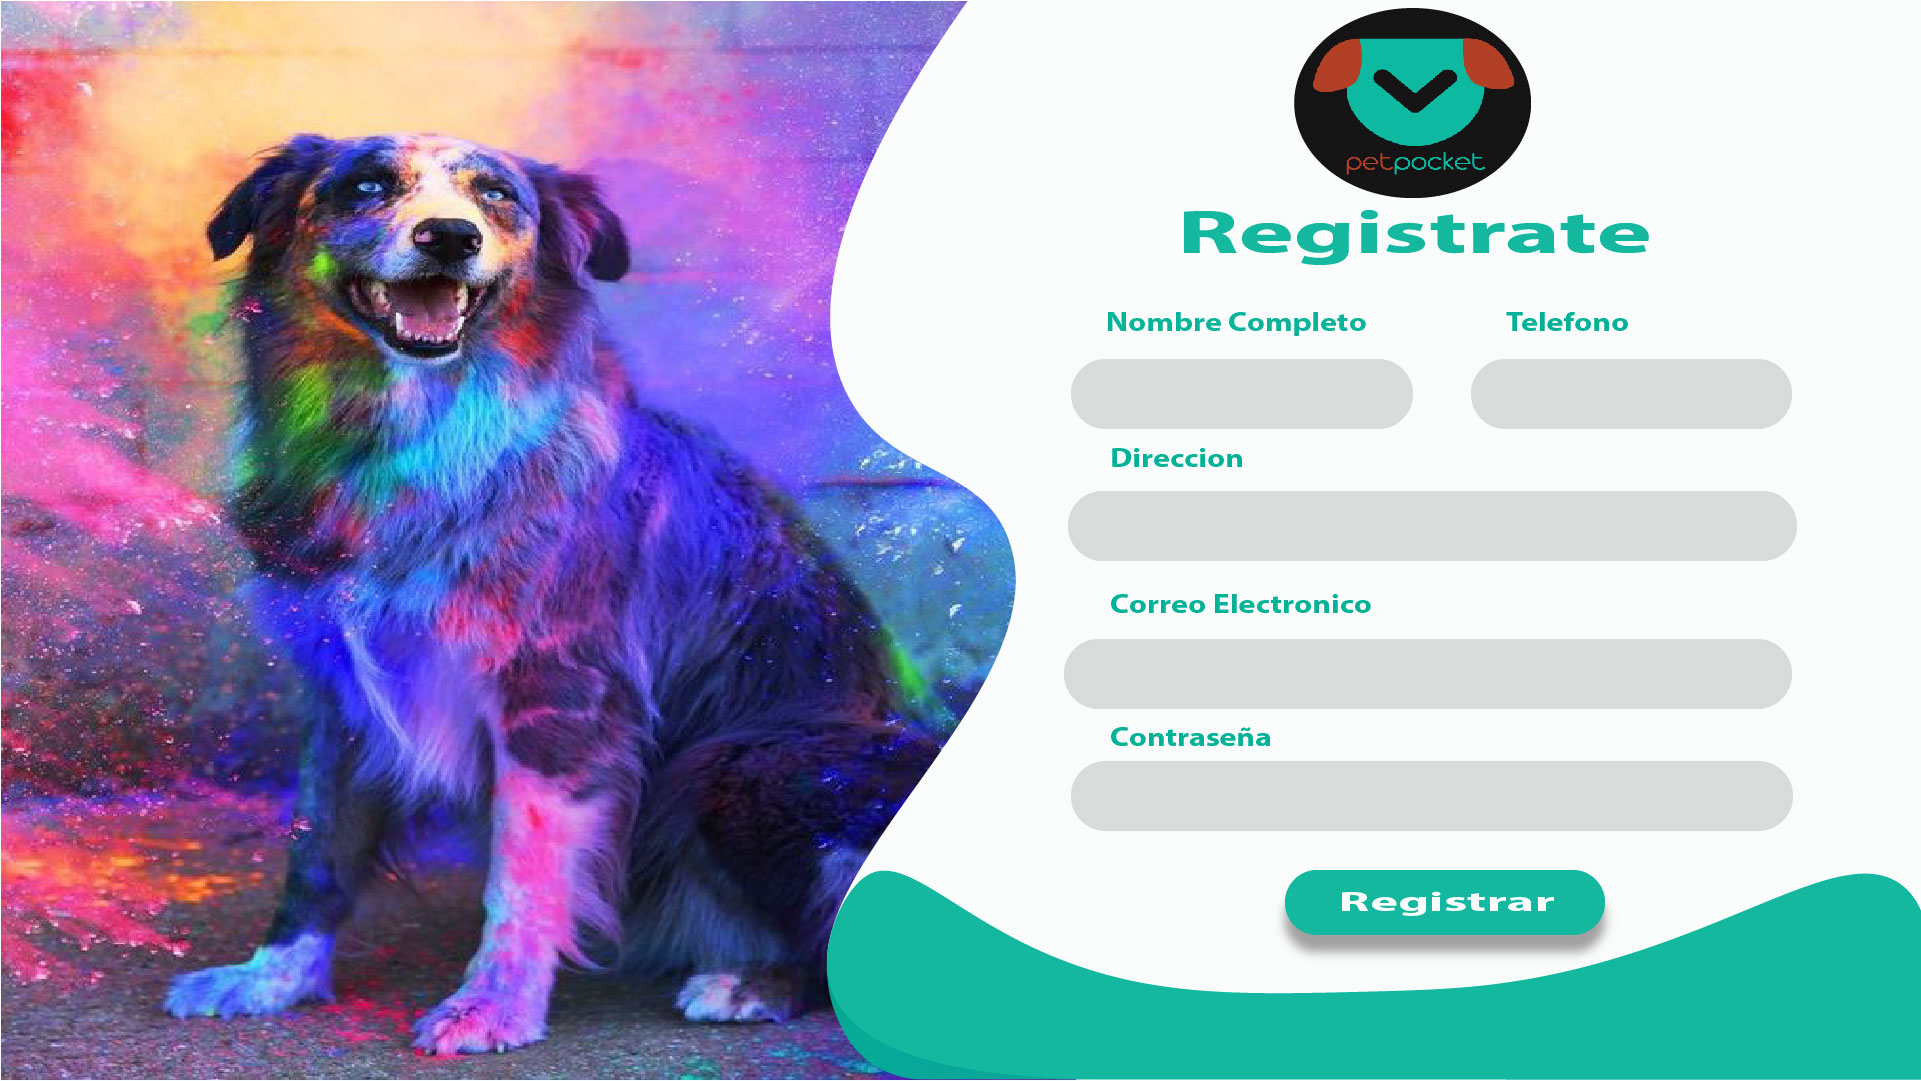 petpocket
Registrate
Nombre Completo
Telefono
Direccion
Correo Electronico
Contraseña
Registrar